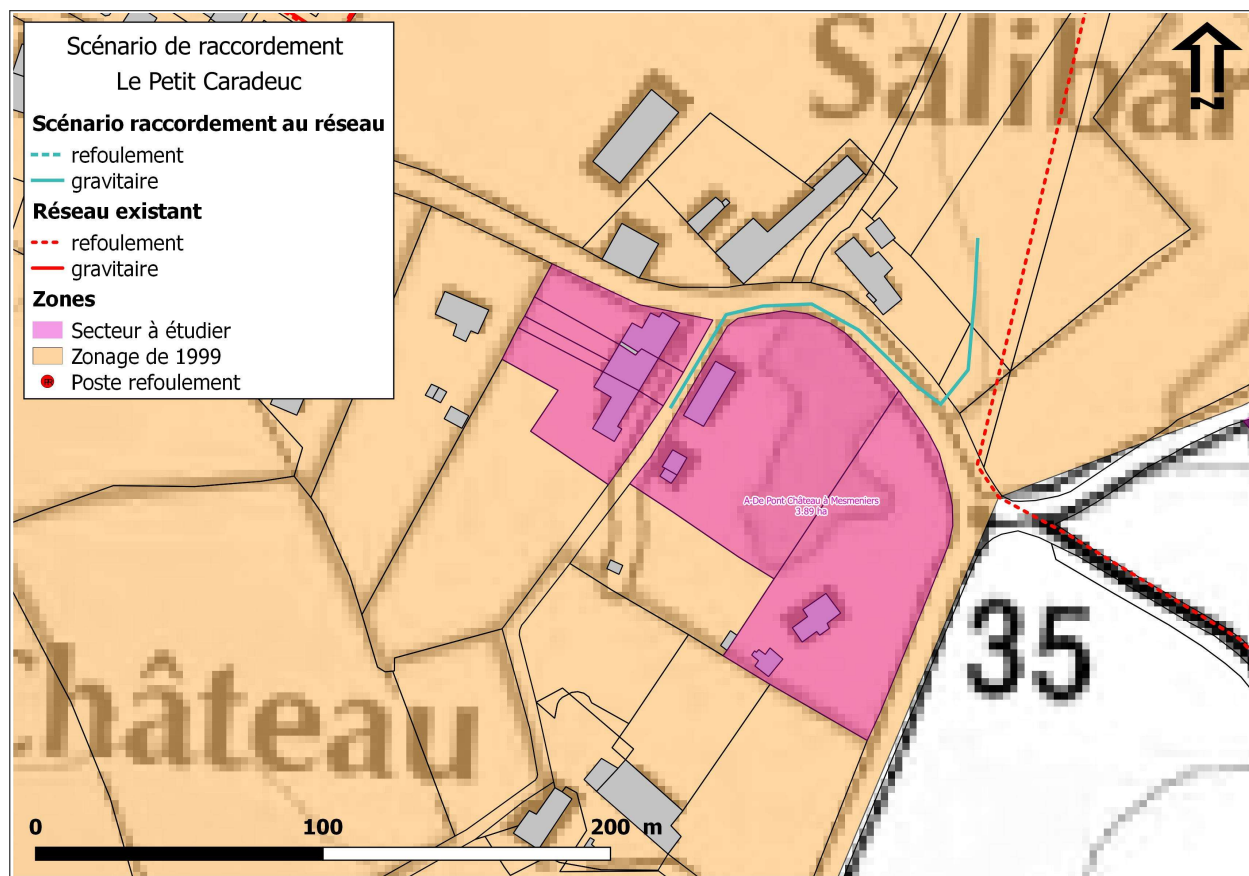 Scénario de raccordement
Le Petit Caradeuc
Scénario raccordement au réseau
refoulement
gravitaire
Réseau existant
refoulement
gravitaire
Zones
Secteur à étudier
Zonage de 1999
Poste refoulement
Salibar
N
A-De Pont Château à Mesmeniers
3.89 ha
35
Château
0 100 200 m